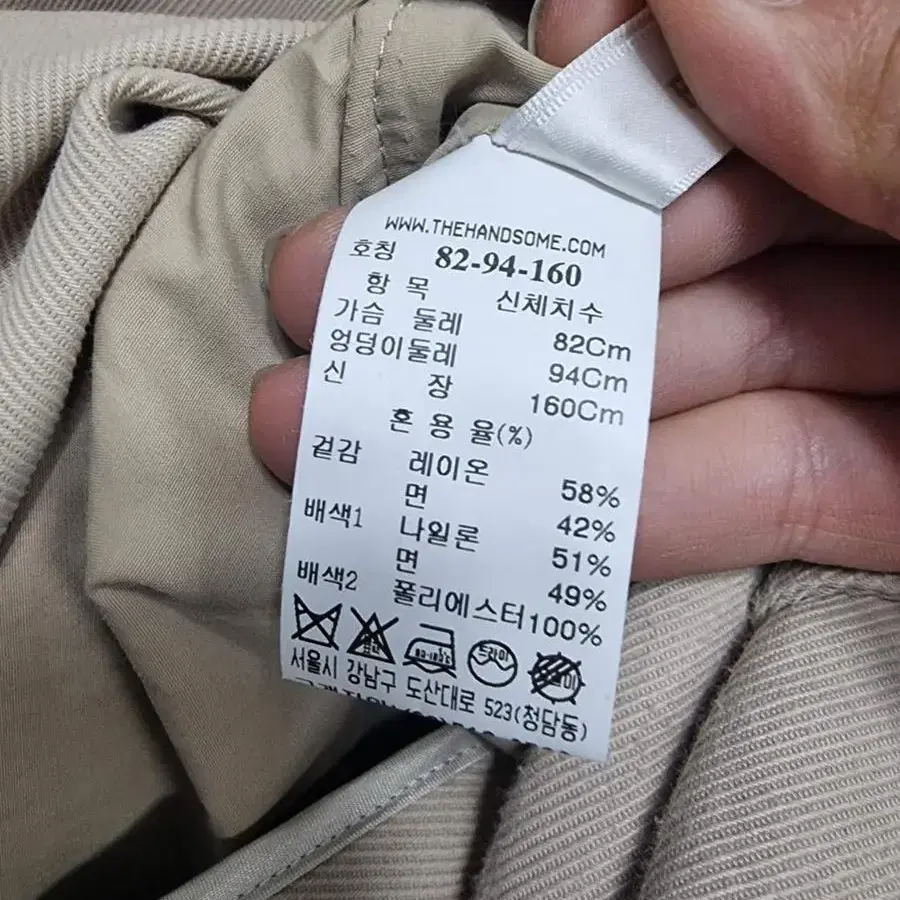 WWW.THEHANDSOME.COM
호칭 82-94-160
항 목 신체치수
가슴 둘레 82Cm
엉덩이둘레 94Cm
신 장 160Cm
혼 용 율(%)
겉감 레이온 58%
면 42%
배색1 나일론 51%
면 49%
배색2 폴리에스터100%
드라이
서울시 강남구 도산대로 523(청담동)